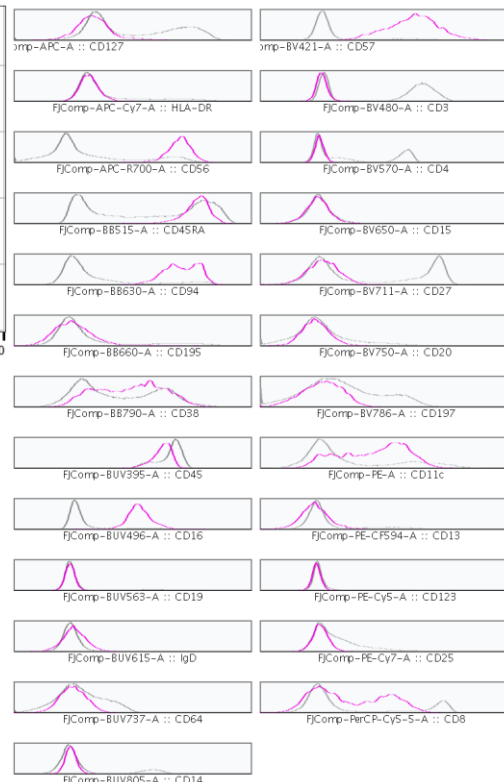 omp-APC-A :: CD127
omp-BV421-A :: CD57
FJComp-APC-Cy7-A :: HLA-DR
FJComp-BV480-A :: CD3
FJComp-APC-R700-A :: CD56
FJComp-BV570-A :: CD4
FJComp-BB515-A :: CD45RA
FJComp-BV650-A :: CD15
FJComp-BB630-A :: CD94
FJComp-BV711-A :: CD27
0
FJComp-BB660-A :: CD195
FJComp-BV750-A :: CD20
FJComp-BB790-A :: CD38
FJComp-BV786-A :: CD197
FJComp-BUV395-A :: CD45
FJComp-PE-A :: CD11c
FJComp-BUV496-A :: CD16
FJComp-PE-CF594-A :: CD13
FJComp-BUV563-A :: CD19
FJComp-PE-Cy5-A :: CD123
FJComp-BUV615-A :: IgD
FJComp-PE-Cy7-A :: CD25
FJComp-BUV737-A :: CD64
FJComp-PerCP-Cy5-5-A :: CD8
FJComp-BUV805-A :: CD14